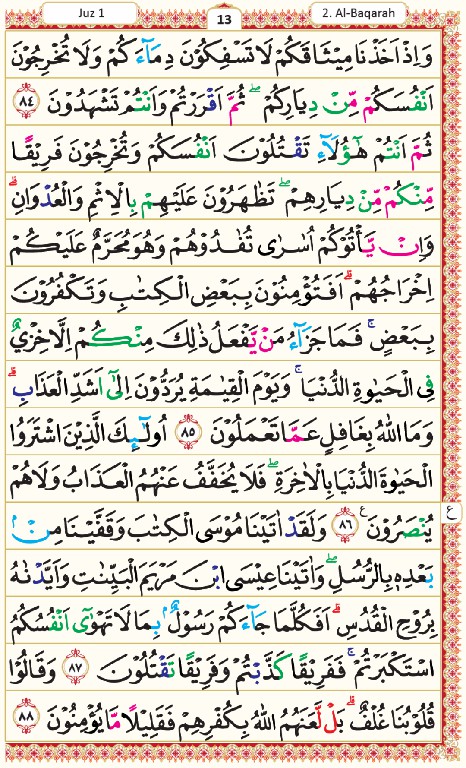 Juz 1
13
2. Al-Baqarah
وَاِذْ اَخَذْنَا مِيْثَاقَكُمْ لَا تَسْفِكُوْنَ دِمَآءَكُمْ وَلَا تُخْرِجُوْنَ
اَنْفُسَكُمْ مِّنْ دِيَارِكُمْ ۖ ثُمَّ اَقْرَرْتُمْ وَاَنْتُمْ تَشْهَدُوْنَ ٨٤
ثُمَّ اَنْتُمْ هٰٓؤُلَآءِ تَقْتُلُوْنَ اَنْفُسَكُمْ وَتُخْرِجُوْنَ فَرِيْقًا
مِّنْكُمْ مِّنْ دِيَارِهِمْ ۖ تَظٰهَرُوْنَ عَلَيْهِمْ بِالْاِثْمِ وَالْعُدْوَانِ ۗ
وَاِنْ يَّأْتُوْكُمْ اُسٰرٰى تُفٰدُوْهُمْ وَهُوَ مُحَرَّمٌ عَلَيْكُمْ
اِخْرَاجُهُمْ ۗ اَفَتُؤْمِنُوْنَ بِبَعْضِ الْكِتٰبِ وَتَكْفُرُوْنَ
بِبَعْضٍ ۚ فَمَا جَزَآءُ مَنْ يَّفْعَلُ ذٰلِكَ مِنْكُمْ اِلَّا خِزْيٌ
فِى الْحَيٰوةِ الدُّنْيَا ۚ وَيَوْمَ الْقِيٰمَةِ يُرَدُّوْنَ اِلٰٓى اَشَدِّ الْعَذَابِ ۗ
وَمَا اللّٰهُ بِغَافِلٍ عَمَّا تَعْمَلُوْنَ ٨٥ اُولٰٓئِكَ الَّذِيْنَ اشْتَرَوُا
الْحَيٰوةَ الدُّنْيَا بِالْاٰخِرَةِ ۖ فَلَا يُخَفَّفُ عَنْهُمُ الْعَذَابُ وَلَا هُمْ
يُنْصَرُوْنَ ٨٦ ع وَلَقَدْ اٰتَيْنَا مُوْسَى الْكِتٰبَ وَقَفَّيْنَا مِنْۢ
ع
بَعْدِهٖ بِالرُّسُلِ ۖ وَاٰتَيْنَا عِيْسَى ابْنَ مَرْيَمَ الْبَيِّنٰتِ وَاَيَّدْنٰهُ
بِرُوْحِ الْقُدُسِ ۗ اَفَكُلَّمَا جَآءَكُمْ رَسُوْلٌۢ بِمَا لَا تَهْوٰٓى اَنْفُسُكُمُ
اسْتَكْبَرْتُمْ ۚ فَفَرِيْقًا كَذَّبْتُمْ وَفَرِيْقًا تَقْتُلُوْنَ ٨٧ وَقَالُوْا
قُلُوْبُنَا غُلْفٌ ۗ بَلْ لَّعَنَهُمُ اللّٰهُ بِكُفْرِهِمْ فَقَلِيْلًا مَّا يُؤْمِنُوْنَ ٨٨